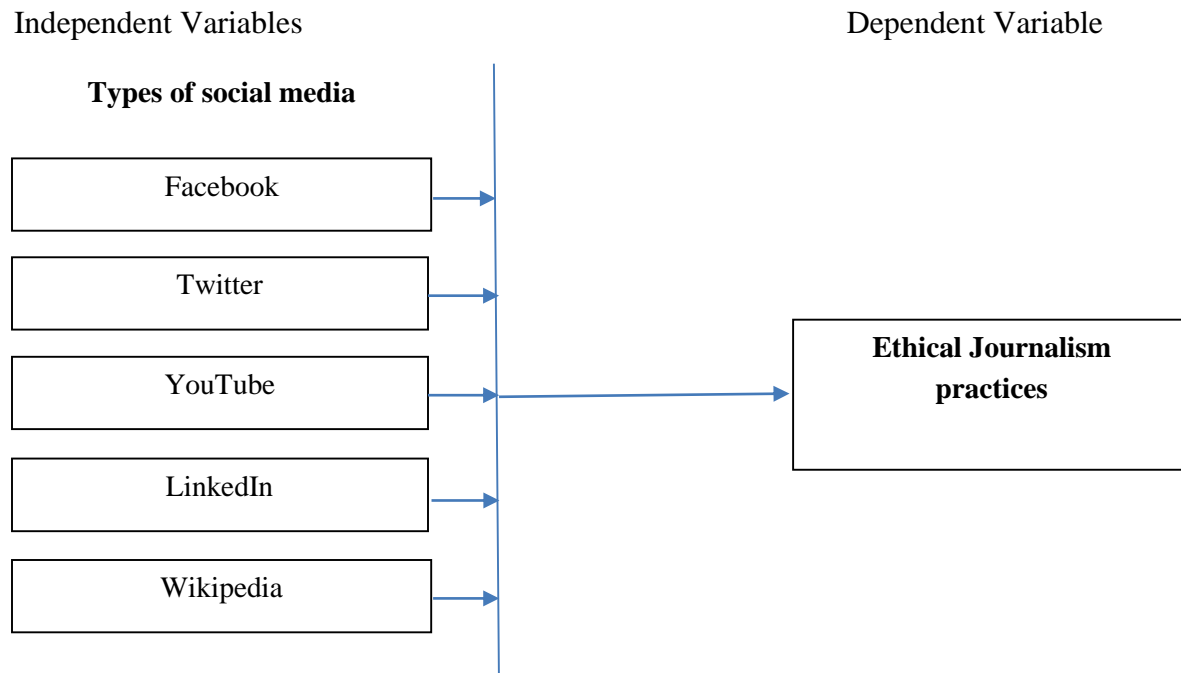 Independent Variables
Dependent Variable
Types of social media
Facebook
Twitter
YouTube
LinkedIn
Wikipedia
Ethical Journalism
practices